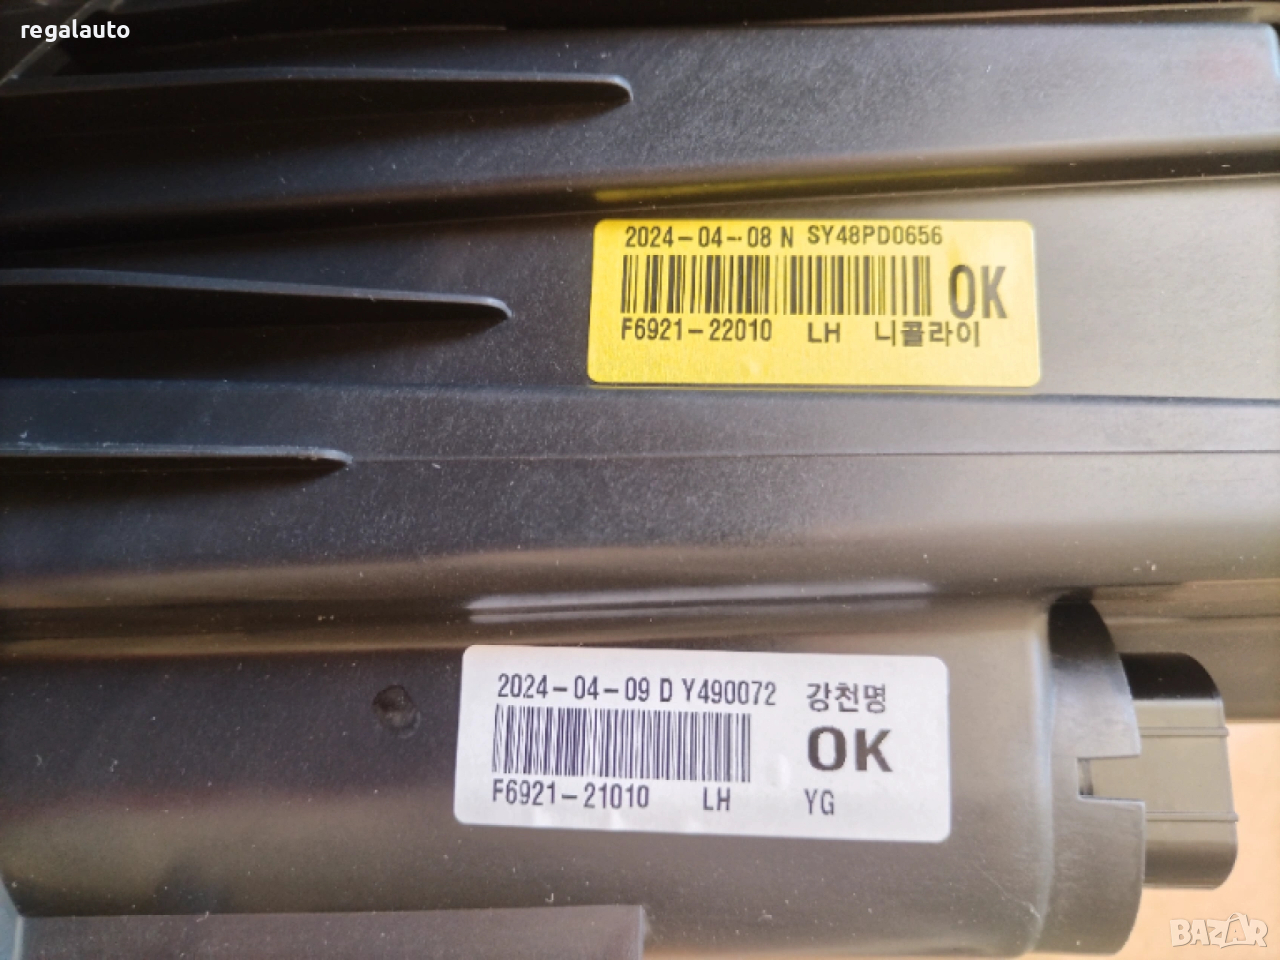 regalauto
2024-04-08 N SY48PD0656
OK
F6921-22010 LH 니콜라이
2024-04-09 D Y490072 강천명
OK
F6921-21010 LH YG
BAZAR